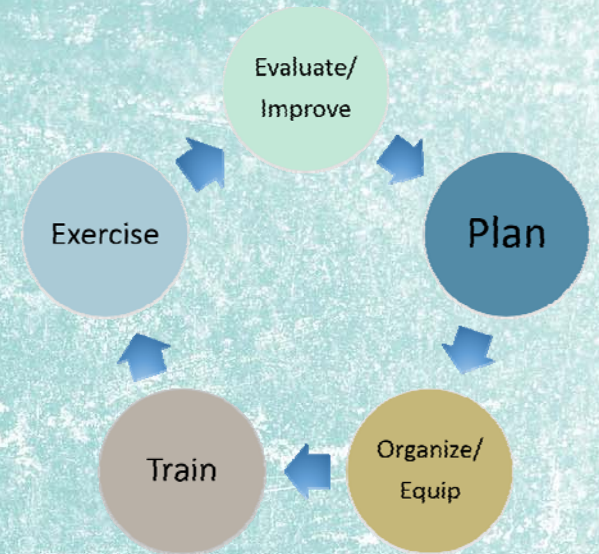 Evaluate/
Improve
Plan
Organize/
Equip
Train
Exercise